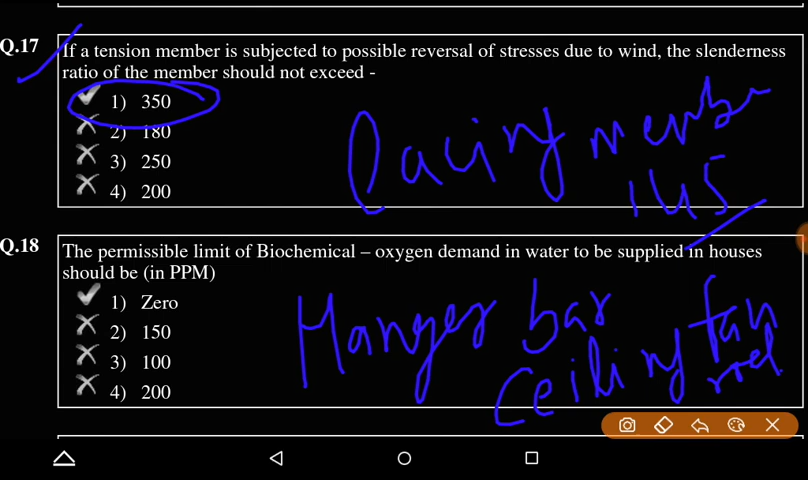 Q.17
If a tension member is subjected to possible reversal of stresses due to wind, the slenderness
ratio of the member should not exceed -
1) 350
2) 180
3) 250
4) 200
Lacing member
145
Q.18
The permissible limit of Biochemical – oxygen demand in water to be supplied in houses
should be (in PPM)
1) Zero
2) 150
3) 100
4) 200
Hanger bar
Ceiling fan
rod